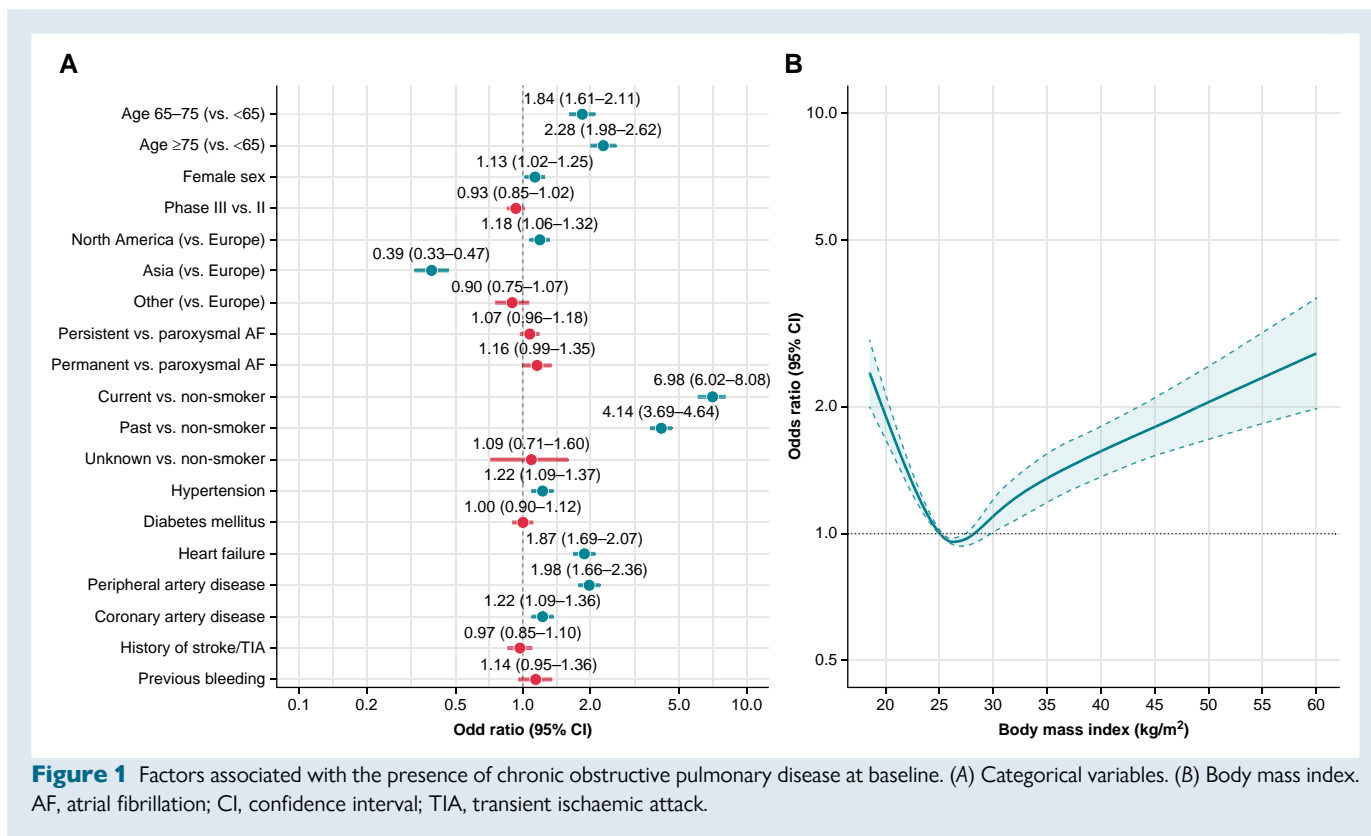 A
Age 65–75 (vs. <65)
1.84 (1.61–2.11)
Age ≥75 (vs. <65)
2.28 (1.98–2.62)
Female sex
1.13 (1.02–1.25)
Phase III vs. II
0.93 (0.85–1.02)
North America (vs. Europe)
1.18 (1.06–1.32)
Asia (vs. Europe)
0.39 (0.33–0.47)
Other (vs. Europe)
0.90 (0.75–1.07)
Persistent vs. paroxysmal AF
1.07 (0.96–1.18)
Permanent vs. paroxysmal AF
1.16 (0.99–1.35)
Current vs. non-smoker
6.98 (6.02–8.08)
Past vs. non-smoker
4.14 (3.69–4.64)
Unknown vs. non-smoker
1.09 (0.71–1.60)
Hypertension
1.22 (1.09–1.37)
Diabetes mellitus
1.00 (0.90–1.12)
Heart failure
1.87 (1.69–2.07)
Peripheral artery disease
1.98 (1.66–2.36)
Coronary artery disease
1.22 (1.09–1.36)
History of stroke/TIA
0.97 (0.85–1.10)
Previous bleeding
1.14 (0.95–1.36)
0.1 0.2 0.5 1.0 2.0 5.0 10.0
Odd ratio (95% CI)
B
Odds ratio (95% CI)
10.0
5.0
2.0
1.0
0.5
20 25 30 35 40 45 50 55 60
Body mass index (kg/m²)
Figure 1 Factors associated with the presence of chronic obstructive pulmonary disease at baseline. (A) Categorical variables. (B) Body mass index.
AF, atrial fibrillation; CI, confidence interval; TIA, transient ischaemic attack.